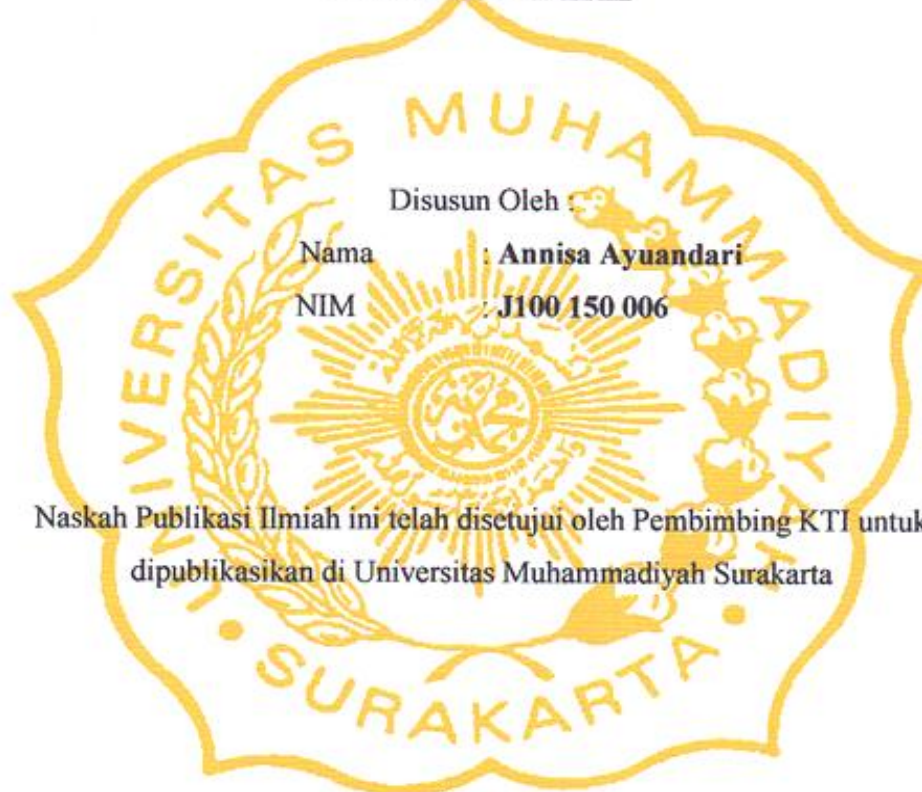 UNIVERSITAS MUHAMMADIYAH
Disusun Oleh :
Nama : Annisa Ayuandari
NIM : J100 150 006
Naskah Publikasi Ilmiah ini telah disetujui oleh Pembimbing KTI untuk
dipublikasikan di Universitas Muhammadiyah Surakarta
• SURAKARTA •